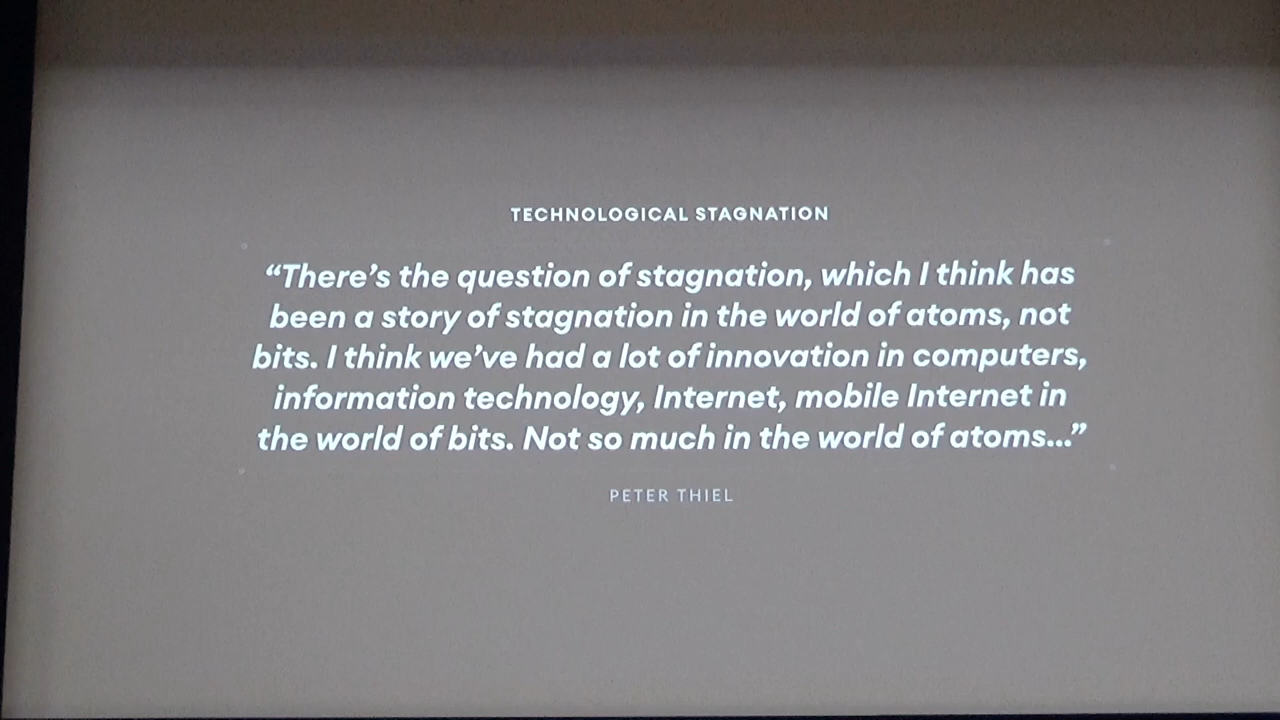 TECHNOLOGICAL STAGNATION
“There’s the question of stagnation, which I think has
been a story of stagnation in the world of atoms, not
bits. I think we’ve had a lot of innovation in computers,
information technology, Internet, mobile Internet in
the world of bits. Not so much in the world of atoms...”
PETER THIEL